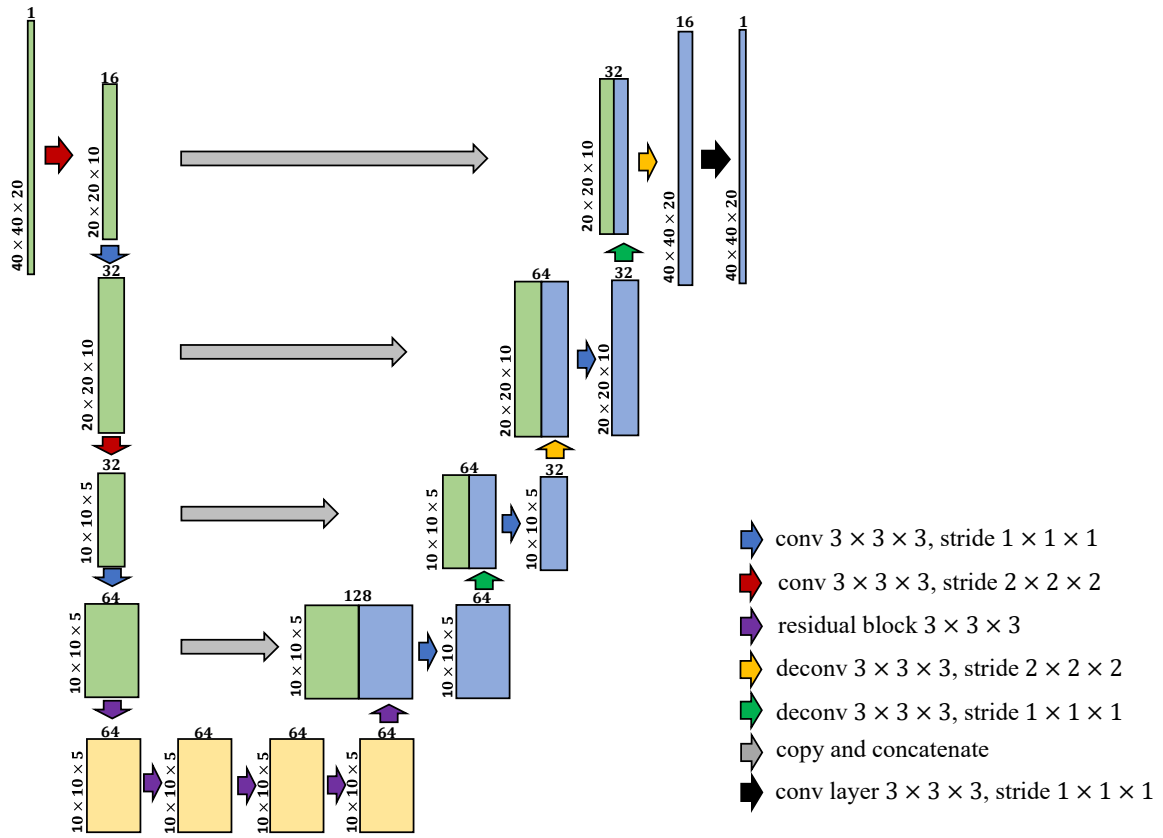 1
40 × 40 × 20
16
20 × 20 × 10
32
20 × 20 × 10
16
40 × 40 × 20
1
40 × 40 × 20
32
20 × 20 × 10
64
20 × 20 × 10
32
20 × 20 × 10
32
10 × 10 × 5
64
10 × 10 × 5
32
10 × 10 × 5
64
10 × 10 × 5
128
10 × 10 × 5
64
10 × 10 × 5
64
10 × 10 × 5
64
10 × 10 × 5
64
10 × 10 × 5
64
10 × 10 × 5
conv 3 × 3 × 3, stride 1 × 1 × 1
conv 3 × 3 × 3, stride 2 × 2 × 2
residual block 3 × 3 × 3
deconv 3 × 3 × 3, stride 2 × 2 × 2
deconv 3 × 3 × 3, stride 1 × 1 × 1
copy and concatenate
conv layer 3 × 3 × 3, stride 1 × 1 × 1